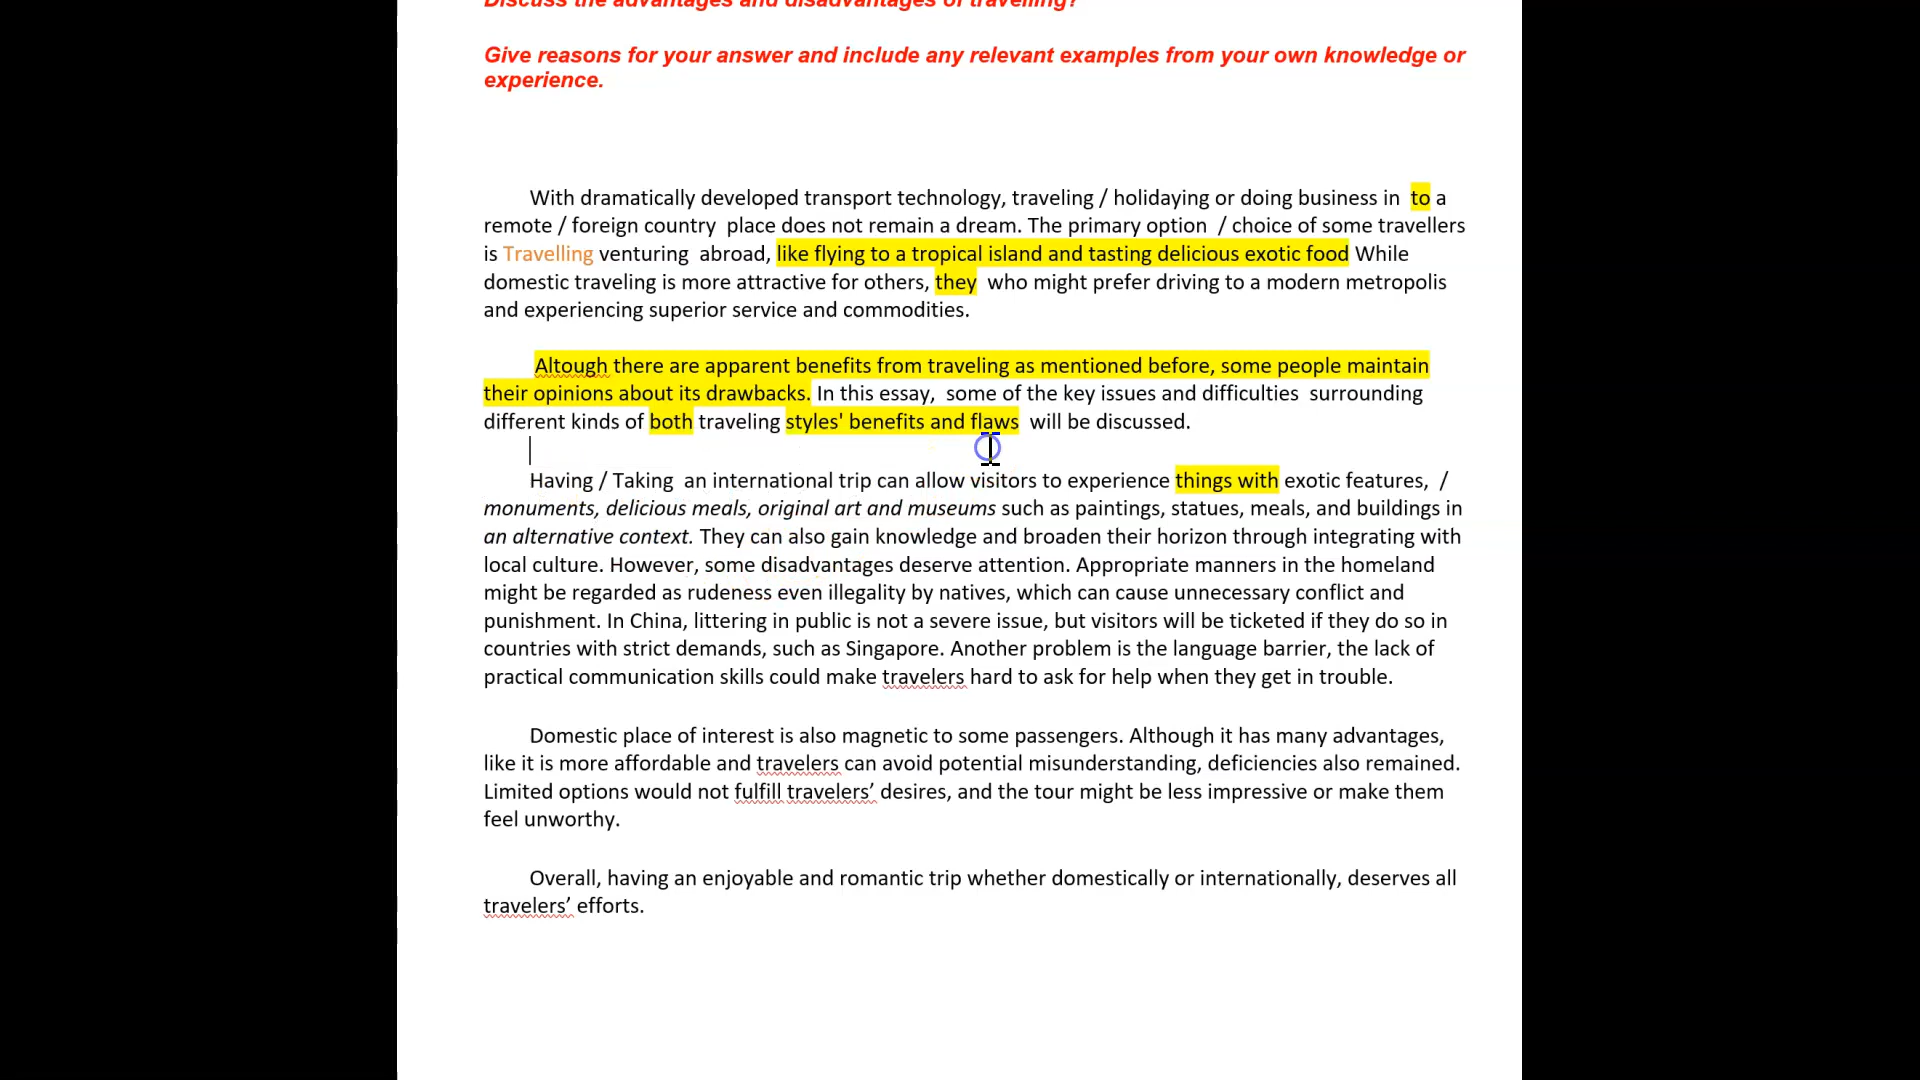 Discuss the advantages and disadvantages of travelling?
Give reasons for your answer and include any relevant examples from your own knowledge or
experience.
With dramatically developed transport technology, traveling / holidaying or doing business in to a
remote / foreign country place does not remain a dream. The primary option / choice of some travellers
is Travelling venturing abroad, like flying to a tropical island and tasting delicious exotic food While
domestic traveling is more attractive for others, they who might prefer driving to a modern metropolis
and experiencing superior service and commodities.
Altough there are apparent benefits from traveling as mentioned before, some people maintain
their opinions about its drawbacks. In this essay, some of the key issues and difficulties surrounding
different kinds of both traveling styles' benefits and flaws will be discussed.
Having / Taking an international trip can allow visitors to experience things with exotic features, /
monuments, delicious meals, original art and museums such as paintings, statues, meals, and buildings in
an alternative context. They can also gain knowledge and broaden their horizon through integrating with
local culture. However, some disadvantages deserve attention. Appropriate manners in the homeland
might be regarded as rudeness even illegality by natives, which can cause unnecessary conflict and
punishment. In China, littering in public is not a severe issue, but visitors will be ticketed if they do so in
countries with strict demands, such as Singapore. Another problem is the language barrier, the lack of
practical communication skills could make travelers hard to ask for help when they get in trouble.
Domestic place of interest is also magnetic to some passengers. Although it has many advantages,
like it is more affordable and travelers can avoid potential misunderstanding, deficiencies also remained.
Limited options would not fulfill travelers’ desires, and the tour might be less impressive or make them
feel unworthy.
Overall, having an enjoyable and romantic trip whether domestically or internationally, deserves all
travelers’ efforts.